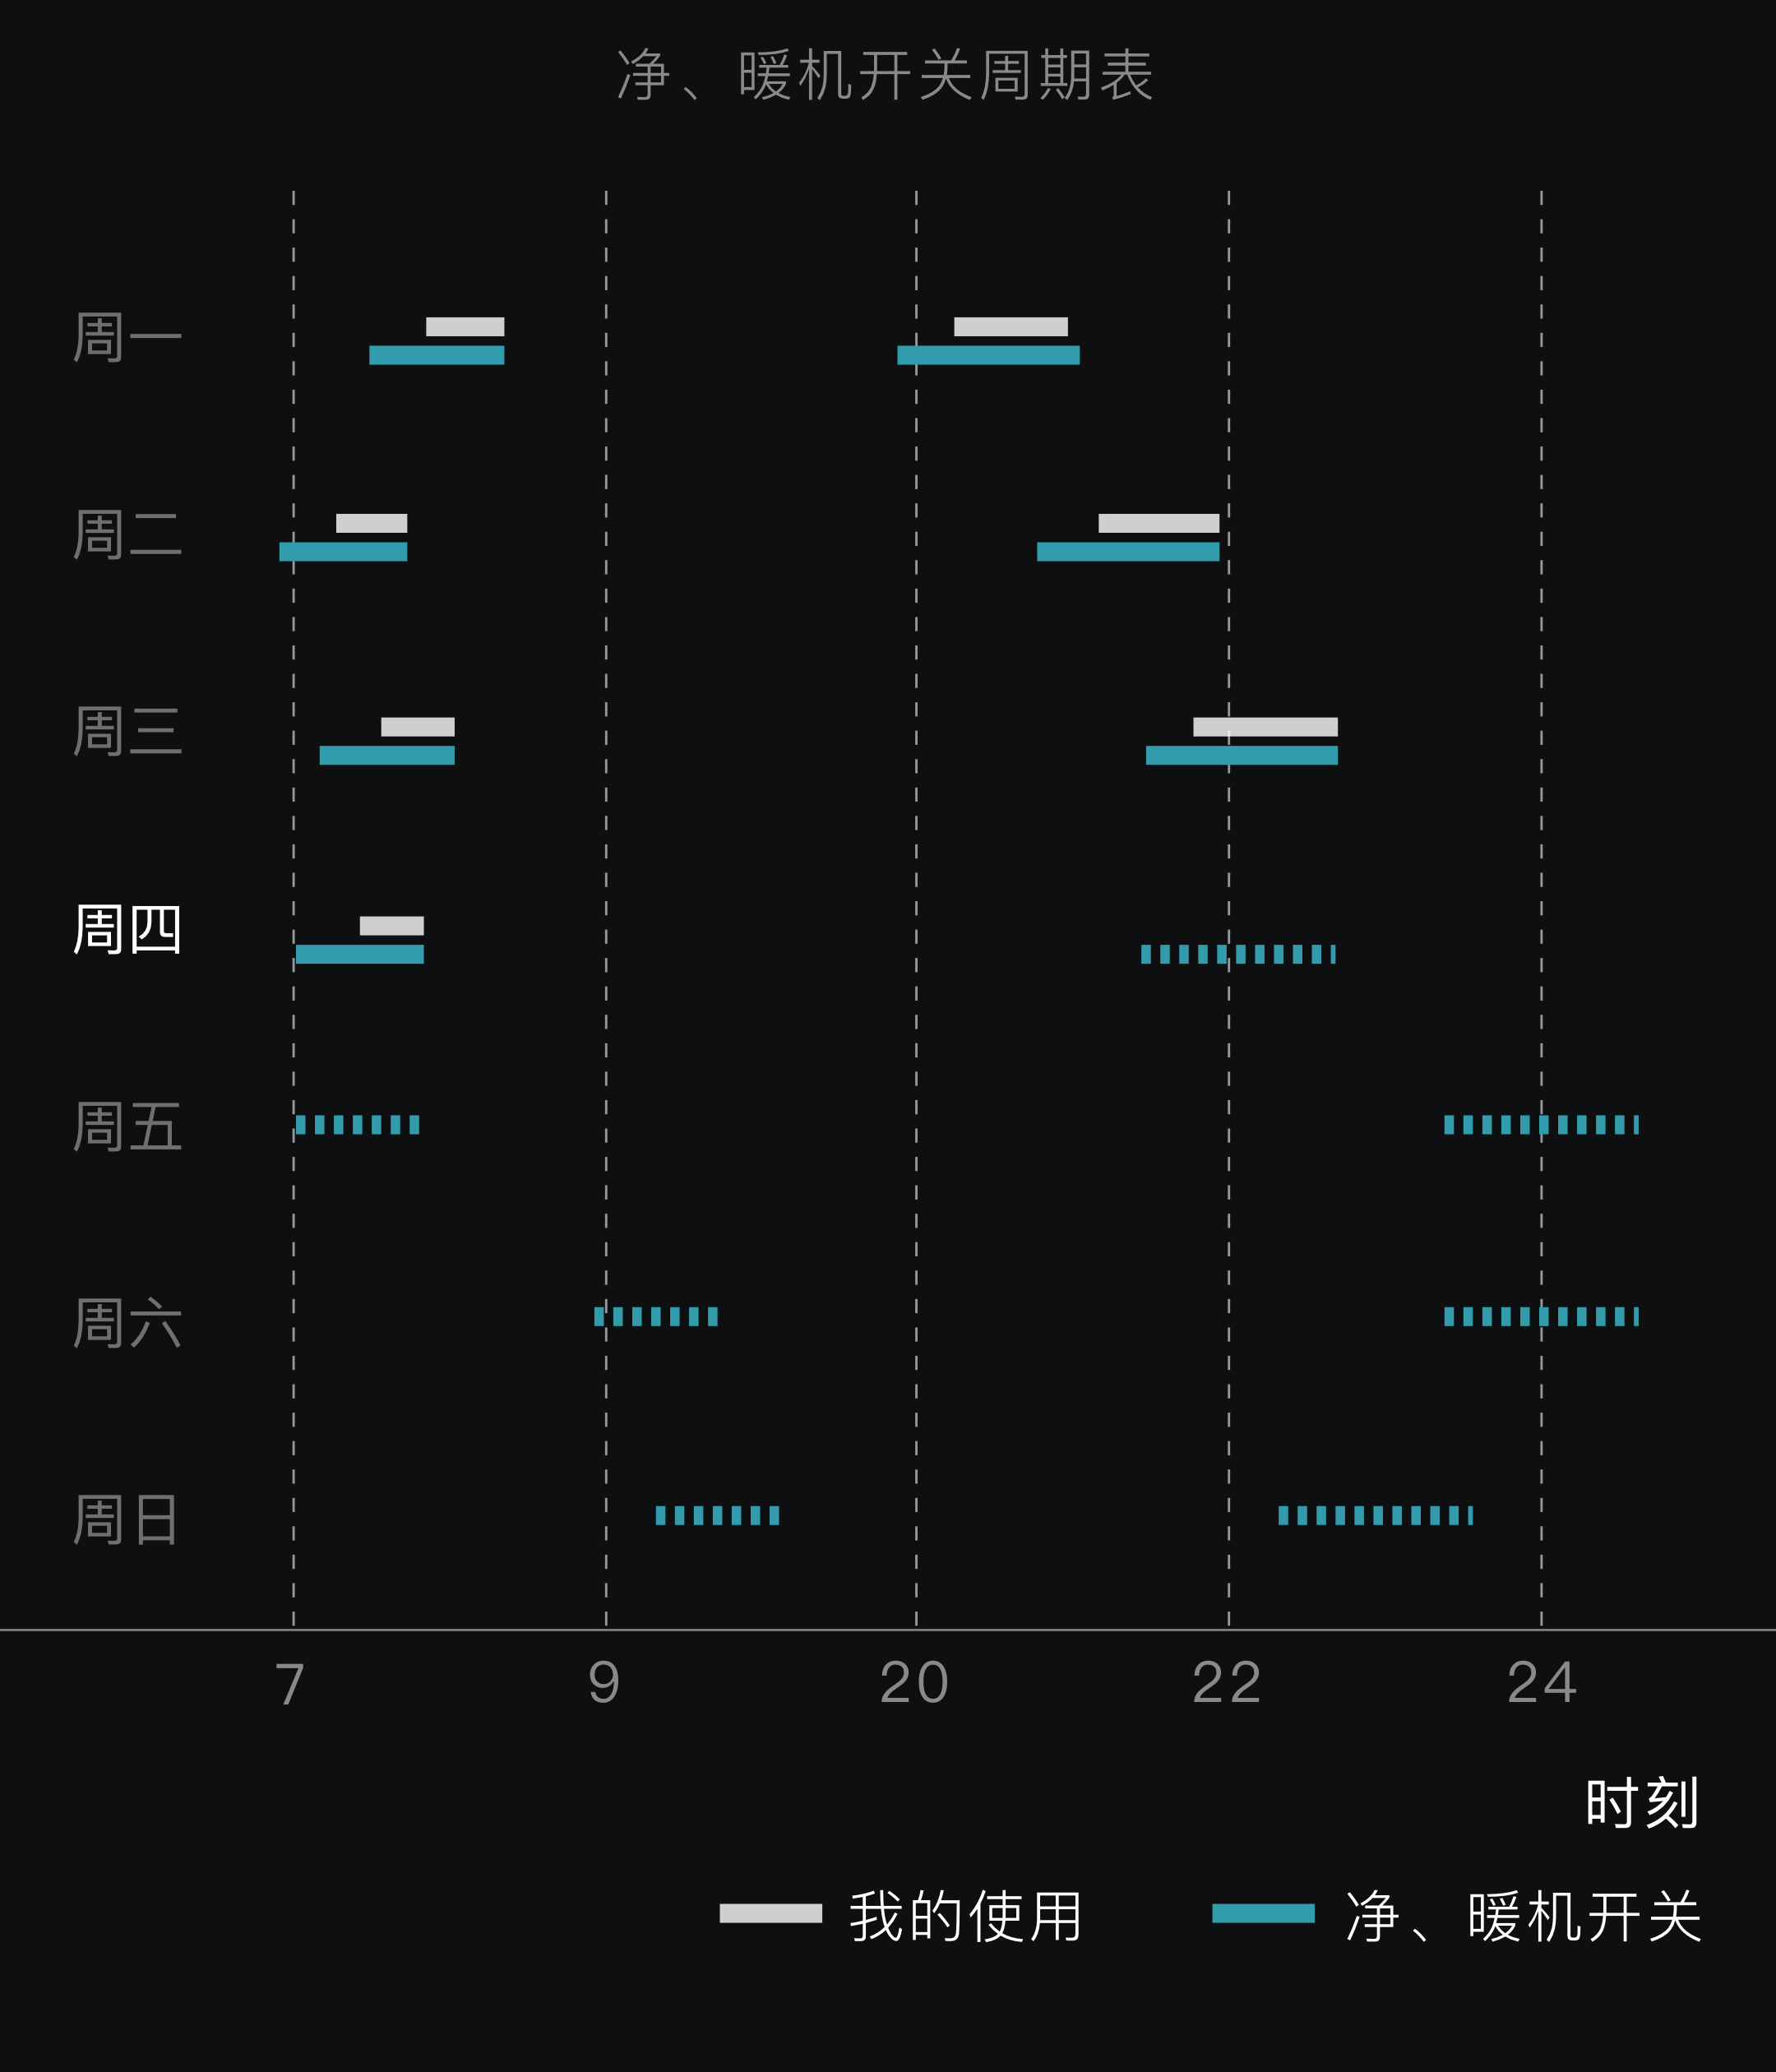 净、暖机开关周期表
周一
周二
周三
周四
周五
周六
周日
7 9 20 22 24
时刻
我的使用 净、暖机开关